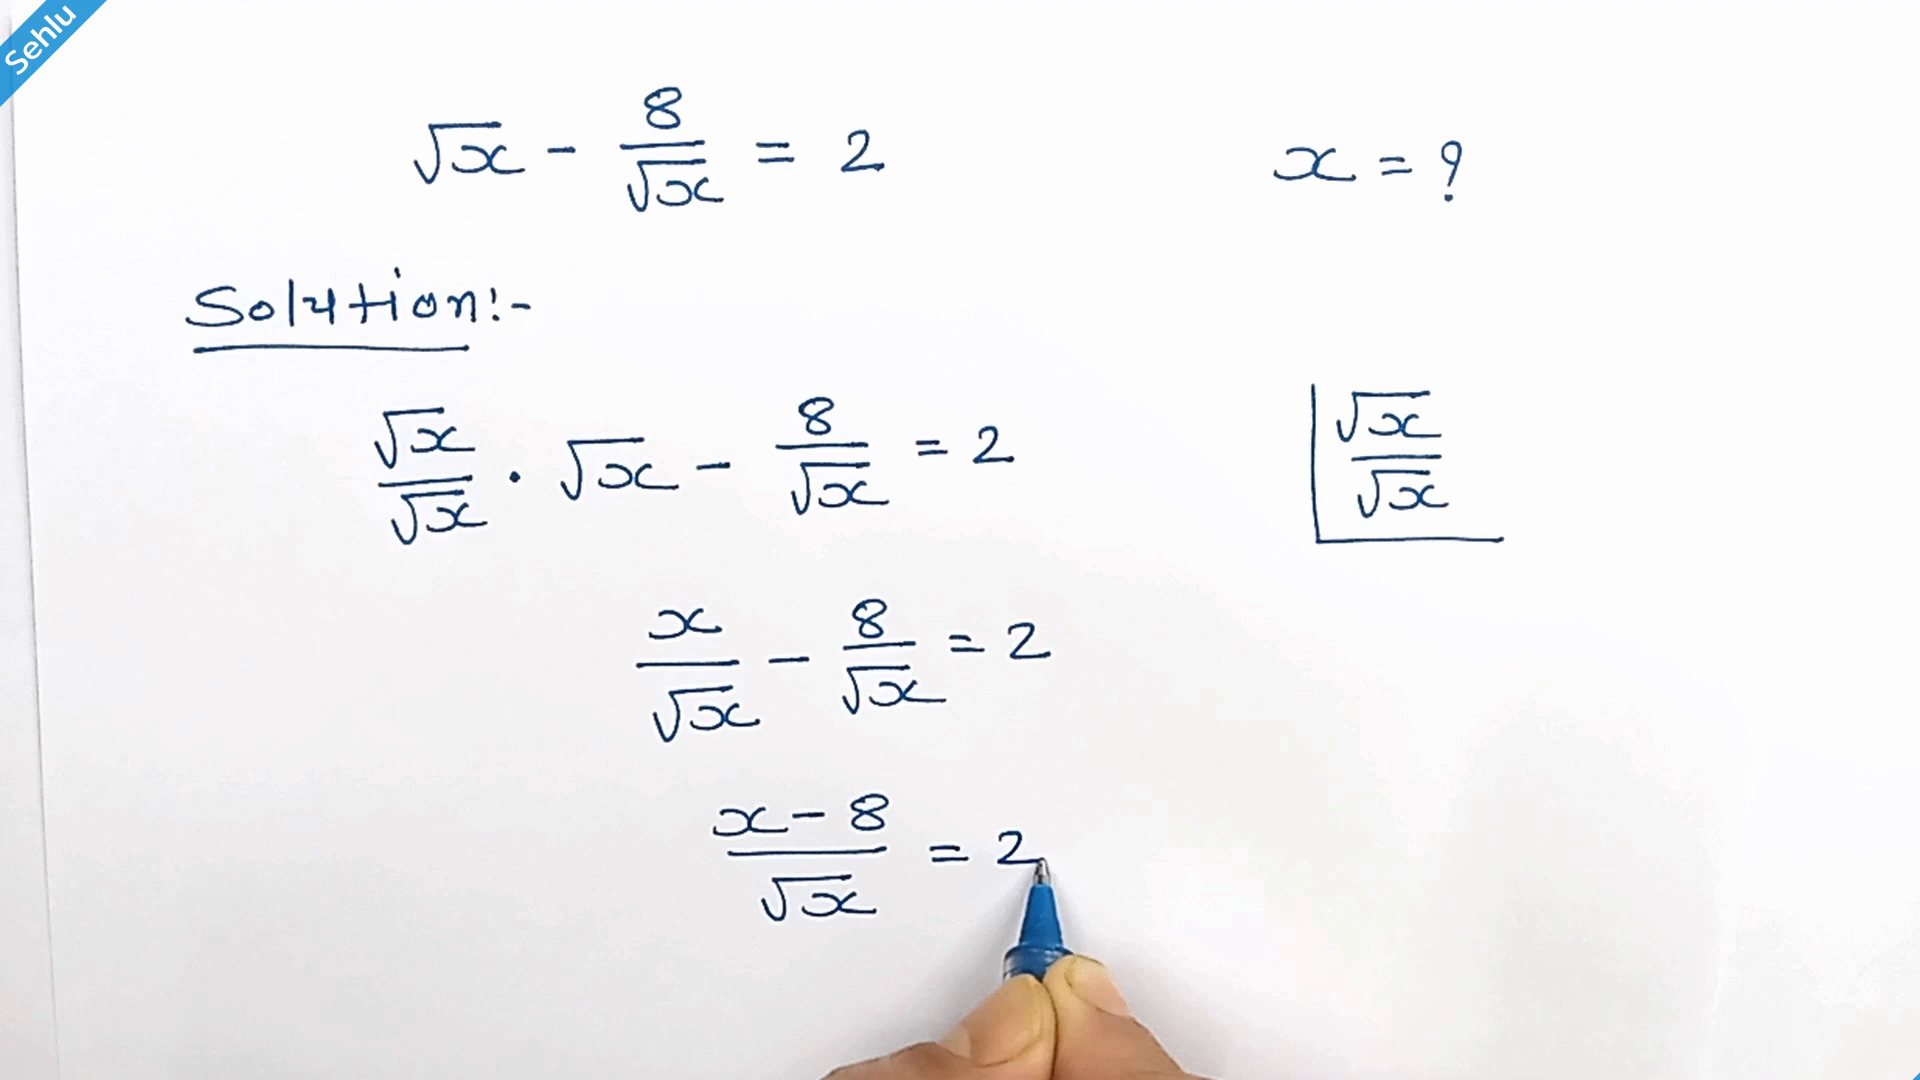 Sehlu
√x - 8/√x = 2
x = ?
Solution:-
√x/√x · √x - 8/√x = 2
√x/√x
x/√x - 8/√x = 2
x - 8/√x = 2